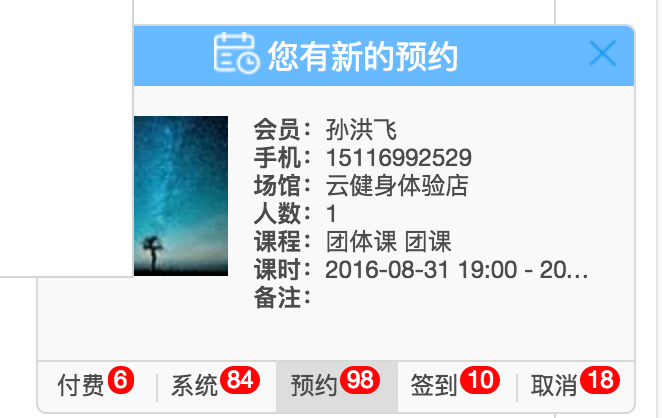 您有新的预约
会员：孙洪飞
手机：15116992529
场馆：云健身体验店
人数：1
课程：团体课 团课
课时：2016-08-31 19:00 - 20...
备注：
付费 6 系统 84 预约 98 签到 10 取消 18